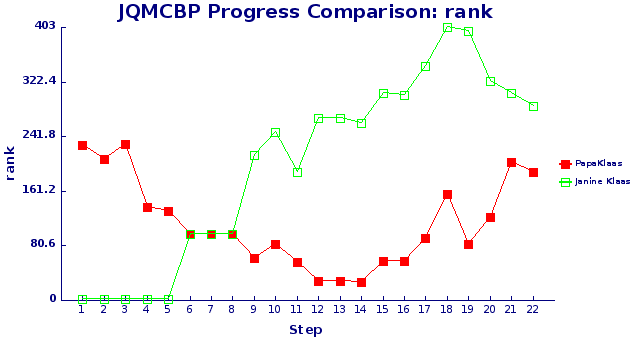 JQMCBP Progress Comparison: rank
403
322.4
241.8
161.2
80.6
0
rank
1 2 3 4 5 6 7 8 9 10 11 12 13 14 15 16 17 18 19 20 21 22
Step
PapaKlaas
Janine Klaas